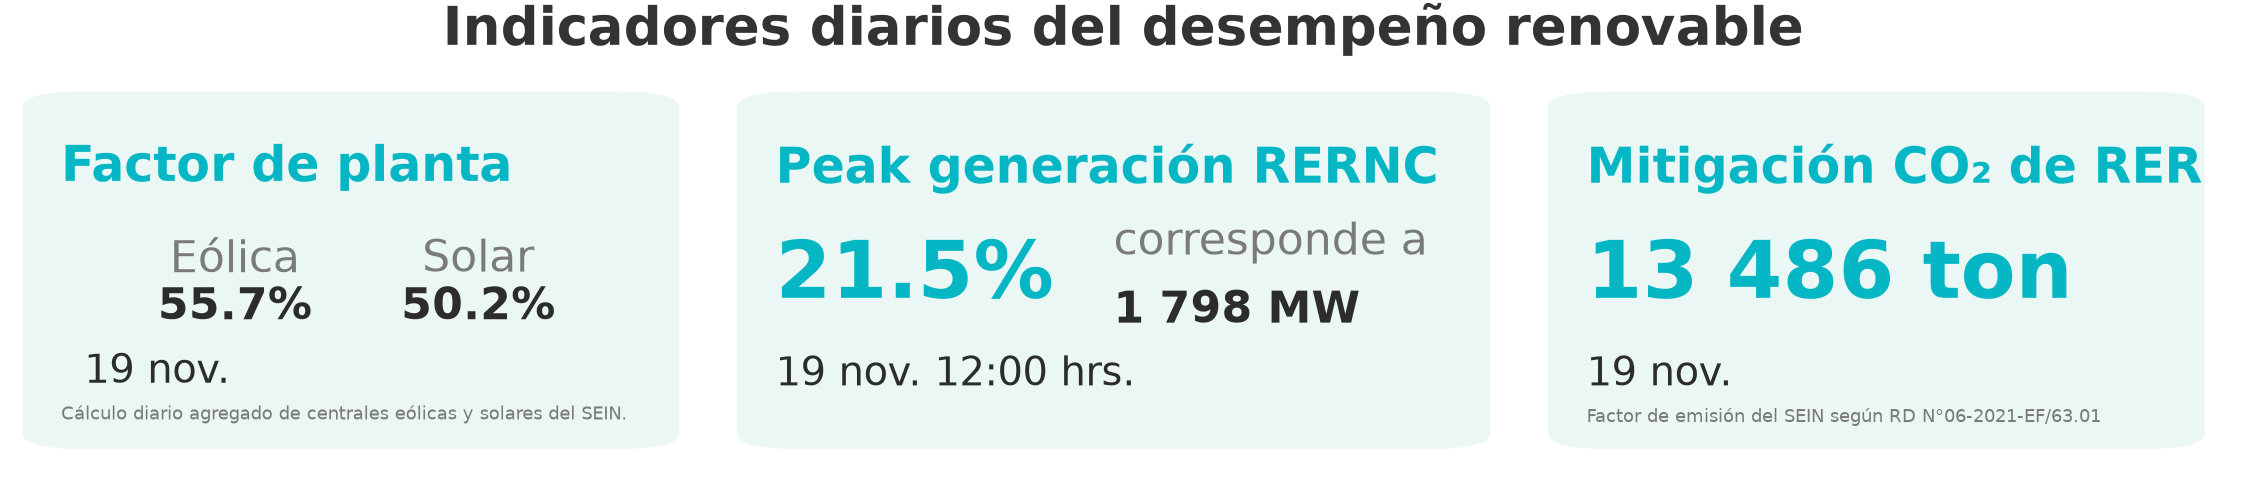 Indicadores diarios del desempeño renovable
Factor de planta
Eólica
55.7%
Solar
50.2%
19 nov.
Cálculo diario agregado de centrales eólicas y solares del SEIN.
Peak generación RERNC
21.5%
corresponde a
1 798 MW
19 nov. 12:00 hrs.
Mitigación CO₂ de RER
13 486 ton
19 nov.
Factor de emisión del SEIN según RD N°06-2021-EF/63.01